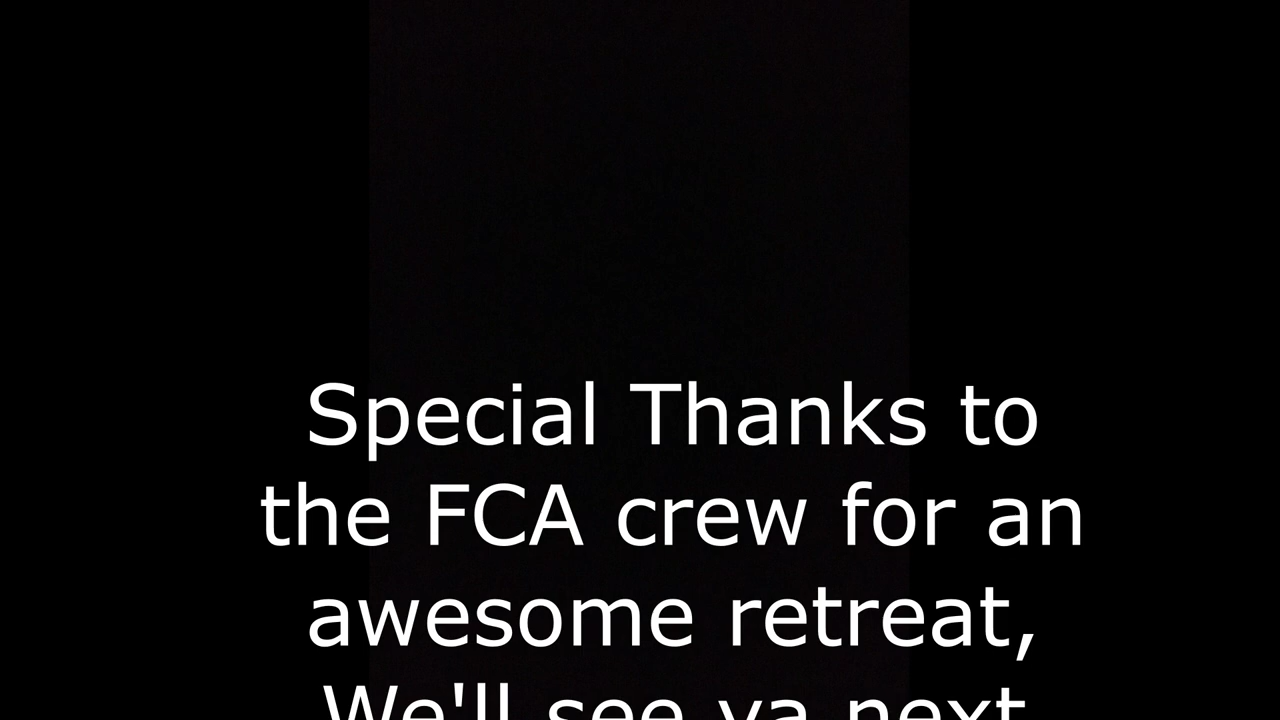 Special Thanks to
the FCA crew for an
awesome retreat,
We'll see ya next